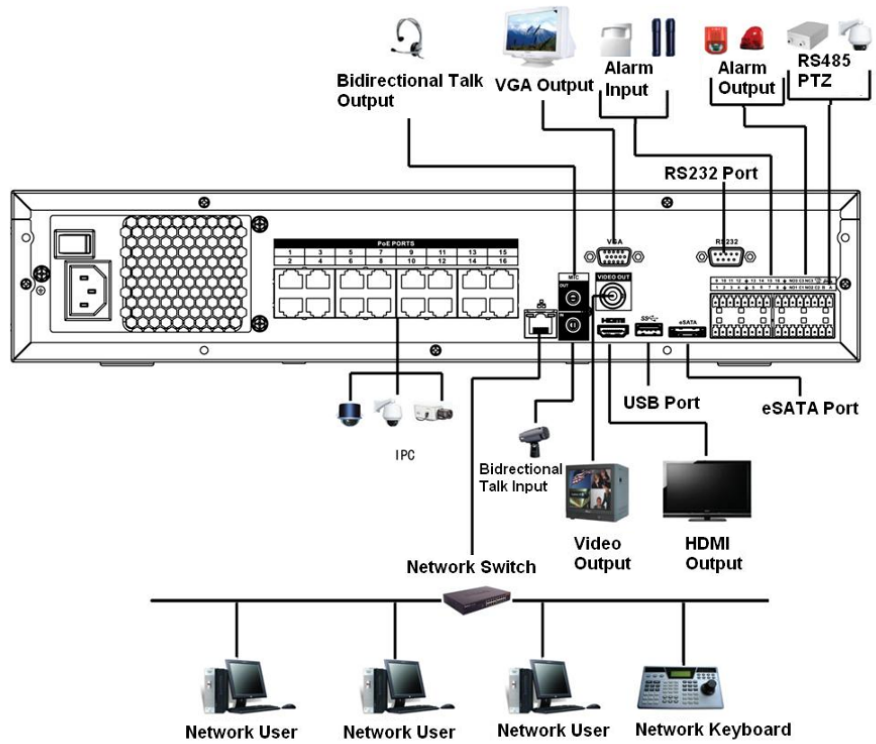 Bidirectional Talk
Output
VGA Output
Alarm
Input
Alarm
Output
RS485
PTZ
RS232 Port
VGA
RS232
PoE PORTS
1 3 5 7 9 11 13 15
2 4 6 8 10 12 14 16
MIC
OUT
IN
VIDEO OUT
HDMI
SS
eSATA
USB Port
eSATA Port
IPC
Bidrectional
Talk Input
Video
Output
HDMI
Output
Network Switch
Network User
Network User
Network User
Network Keyboard